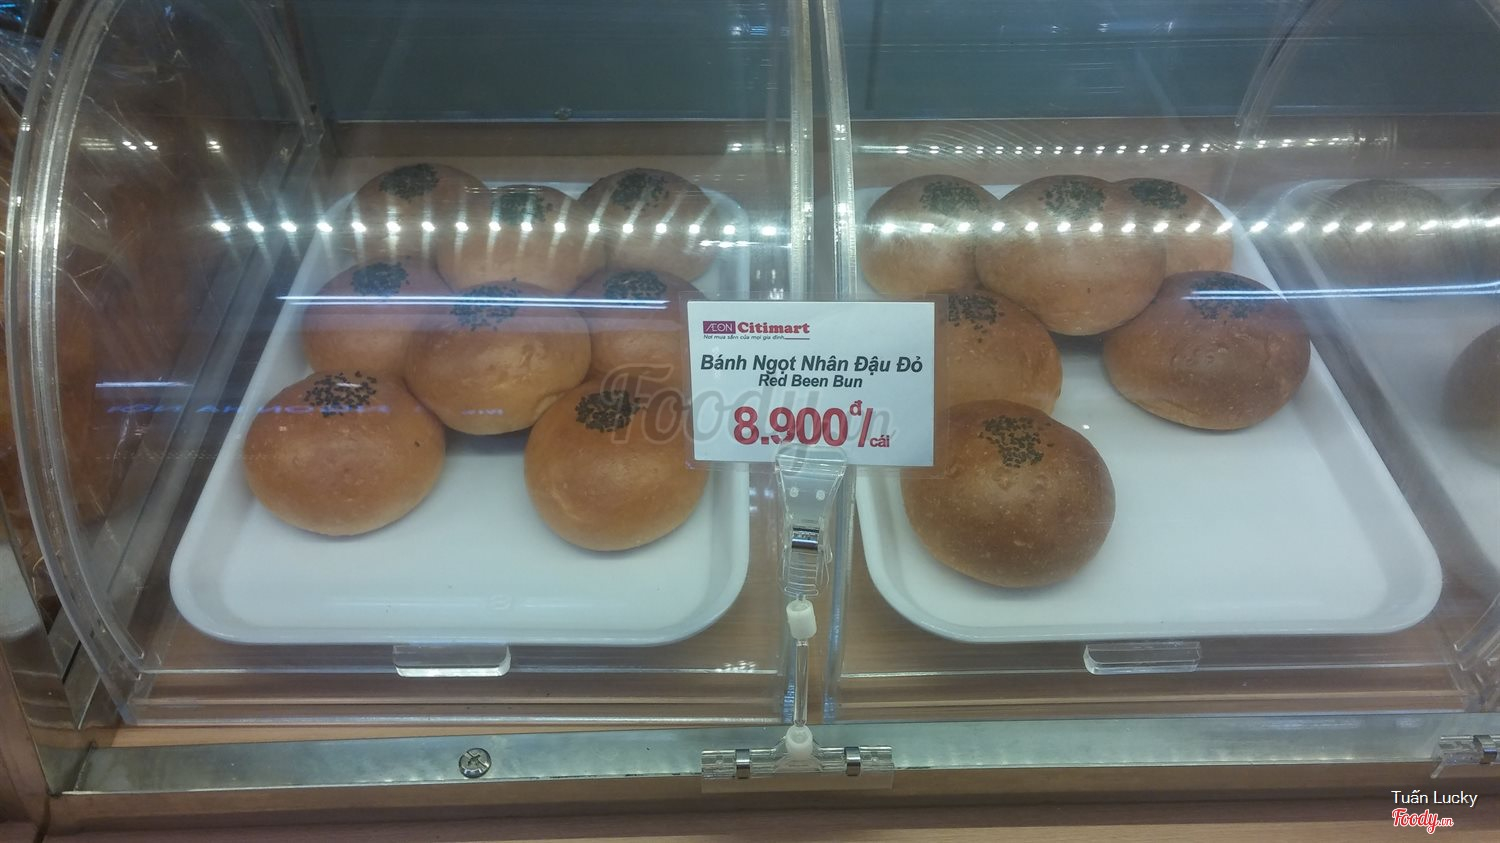 ÆON Citimart
Nơi mua sắm của mọi gia đình
Bánh Ngọt Nhân Đậu Đỏ
Red Been Bun
8.900đ/cái
Foody.vn
Tuấn Lucky
Foody.vn